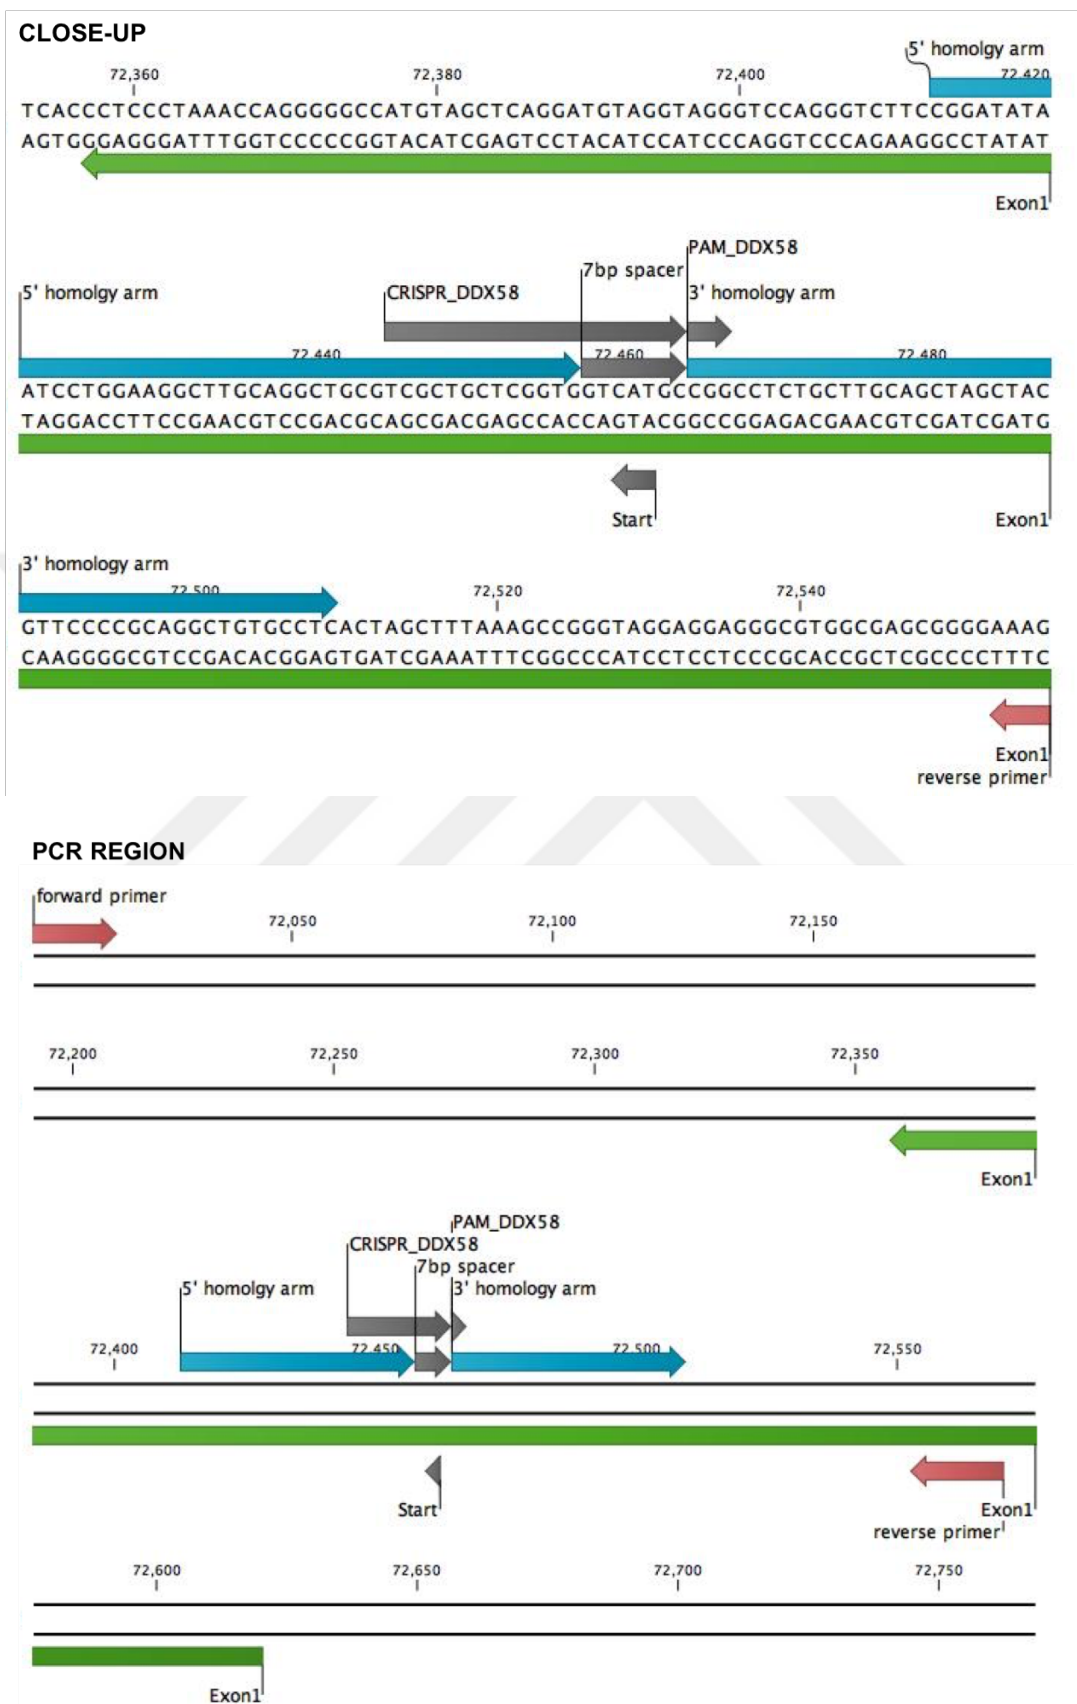 CLOSE-UP
5' homolgy arm
72,360 72,380 72,400 72,420
TCACCCTCCCTAAACCAGGGGGCCATGTAGCTCAGGATGTAGGTAGGGTCCAGGGTCTTCCGGATATA
AGTGGGAGGGATTTGGTCCCCCGGTACATCGAGTCCTACATCCATCCCAGGTCCCAGAAGGCCTATAT
Exon1
PAM_DDX58
7bp spacer
5' homolgy arm CRISPR_DDX58 3' homology arm
72,440 72,460 72,480
ATCCTGGAAGGCTTGCAGGCTGCGTCGCTGCTCGGTGGTCATGCCGGCCTCTGCTTGCAGCTAGCTAC
TAGGACCTTCCGAACGTCCGACGCAGCGACGAGCCACCAGTACGGCCGGAGACGAACGTCGATCGATG
Start Exon1
3' homology arm
72,500 72,520 72,540
GTTCCCCGCAGGCTGTGCCTCACTAGCTTTAAAGCCGGGTAGGAGGAGGGCGTGGCGAGCGGGGAAAG
CAAGGGGCGTCCGACACGGAGTGATCGAAATTTCGGCCCATCCTCCTCCCGCACCGCTCGCCCCTTTC
Exon1
reverse primer
PCR REGION
forward primer
72,050 72,100 72,150
72,200 72,250 72,300 72,350
Exon1
PAM_DDX58
CRISPR_DDX58
7bp spacer
5' homolgy arm 3' homology arm
72,400 72,450 72,500 72,550
Start Exon1
reverse primer
72,600 72,650 72,700 72,750
Exon1